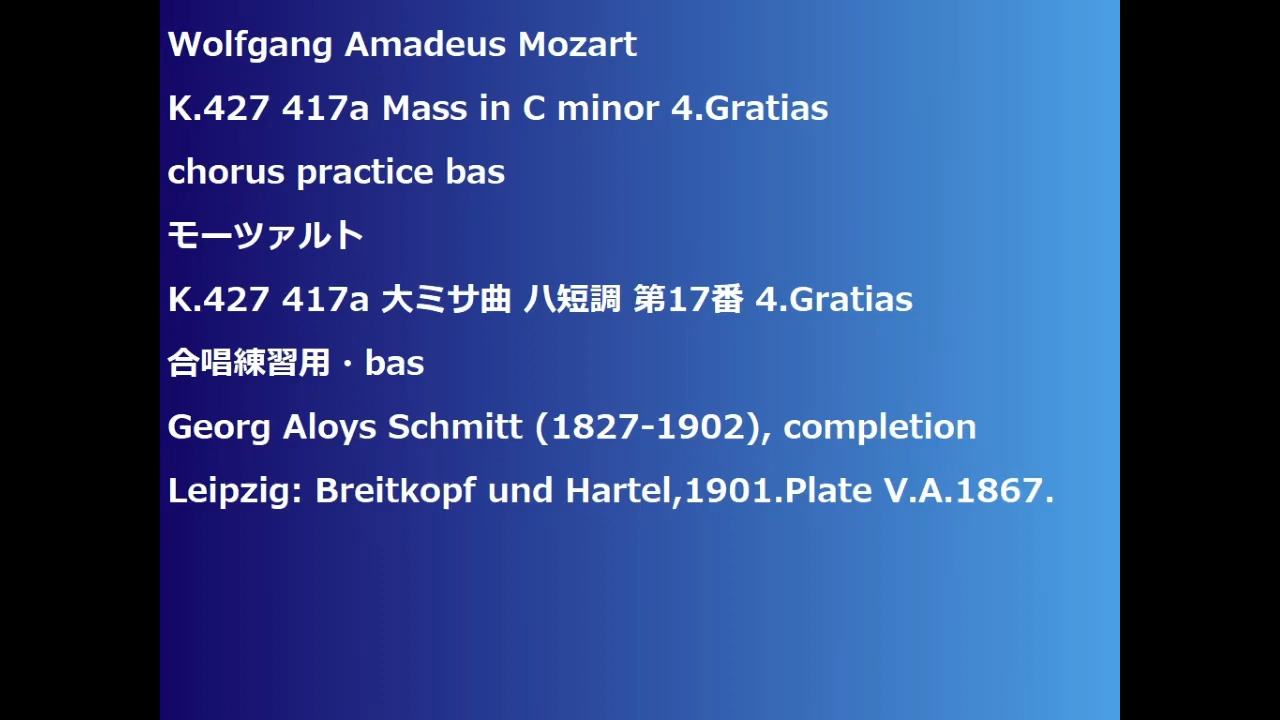 Wolfgang Amadeus Mozart
K.427 417a Mass in C minor 4.Gratias
chorus practice bas
モーツァルト
K.427 417a 大ミサ曲 ハ短調 第17番 4.Gratias
合唱練習用・bas
Georg Aloys Schmitt (1827-1902), completion
Leipzig: Breitkopf und Hartel,1901.Plate V.A.1867.